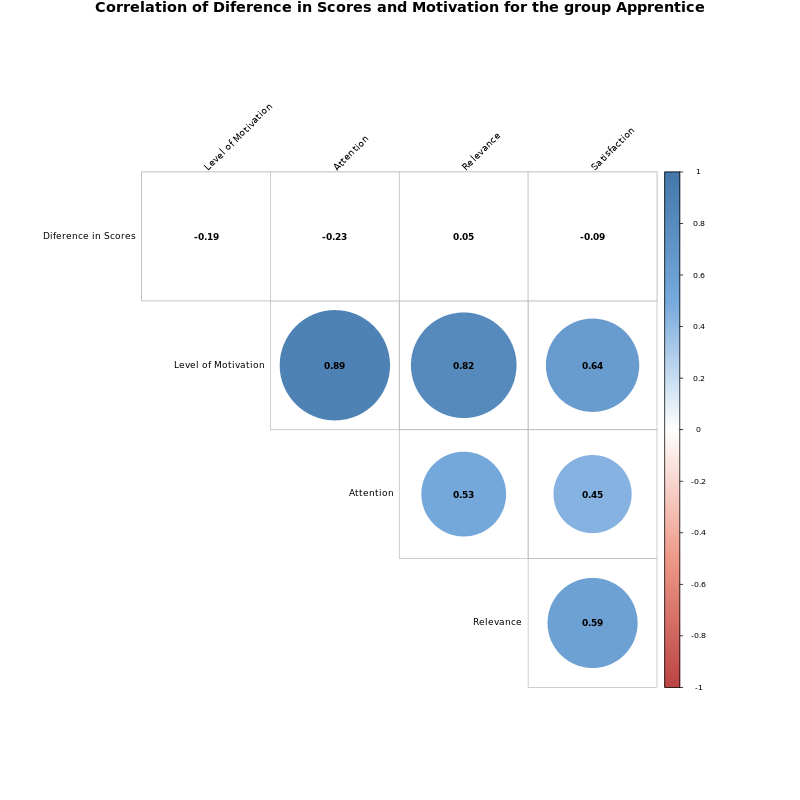 Correlation of Diference in Scores and Motivation for the group Apprentice
Level of Motivation
Attention
Relevance
Satisfaction
Diference in Scores
-0.19
-0.23
0.05
-0.09
Level of Motivation
0.89
0.82
0.64
Attention
0.53
0.45
Relevance
0.59
1
0.8
0.6
0.4
0.2
0
-0.2
-0.4
-0.6
-0.8
-1